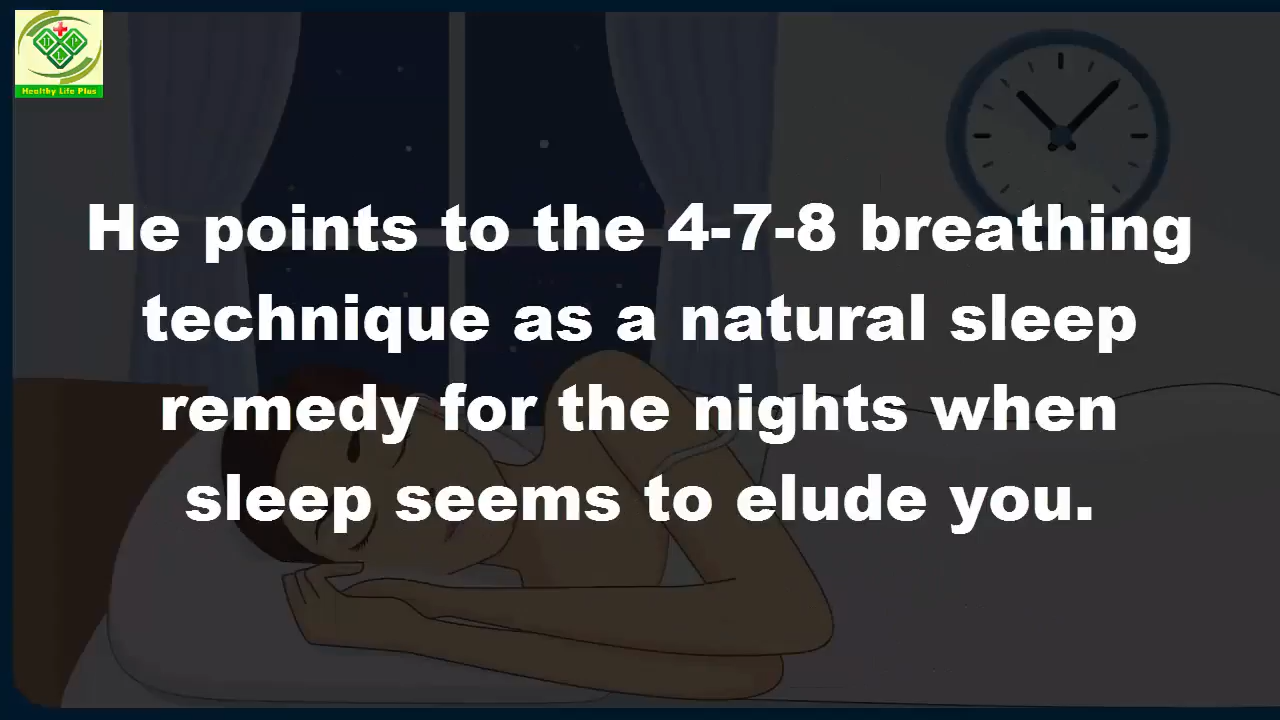 Healthy Life Plus
He points to the 4-7-8 breathing
technique as a natural sleep
remedy for the nights when
sleep seems to elude you.